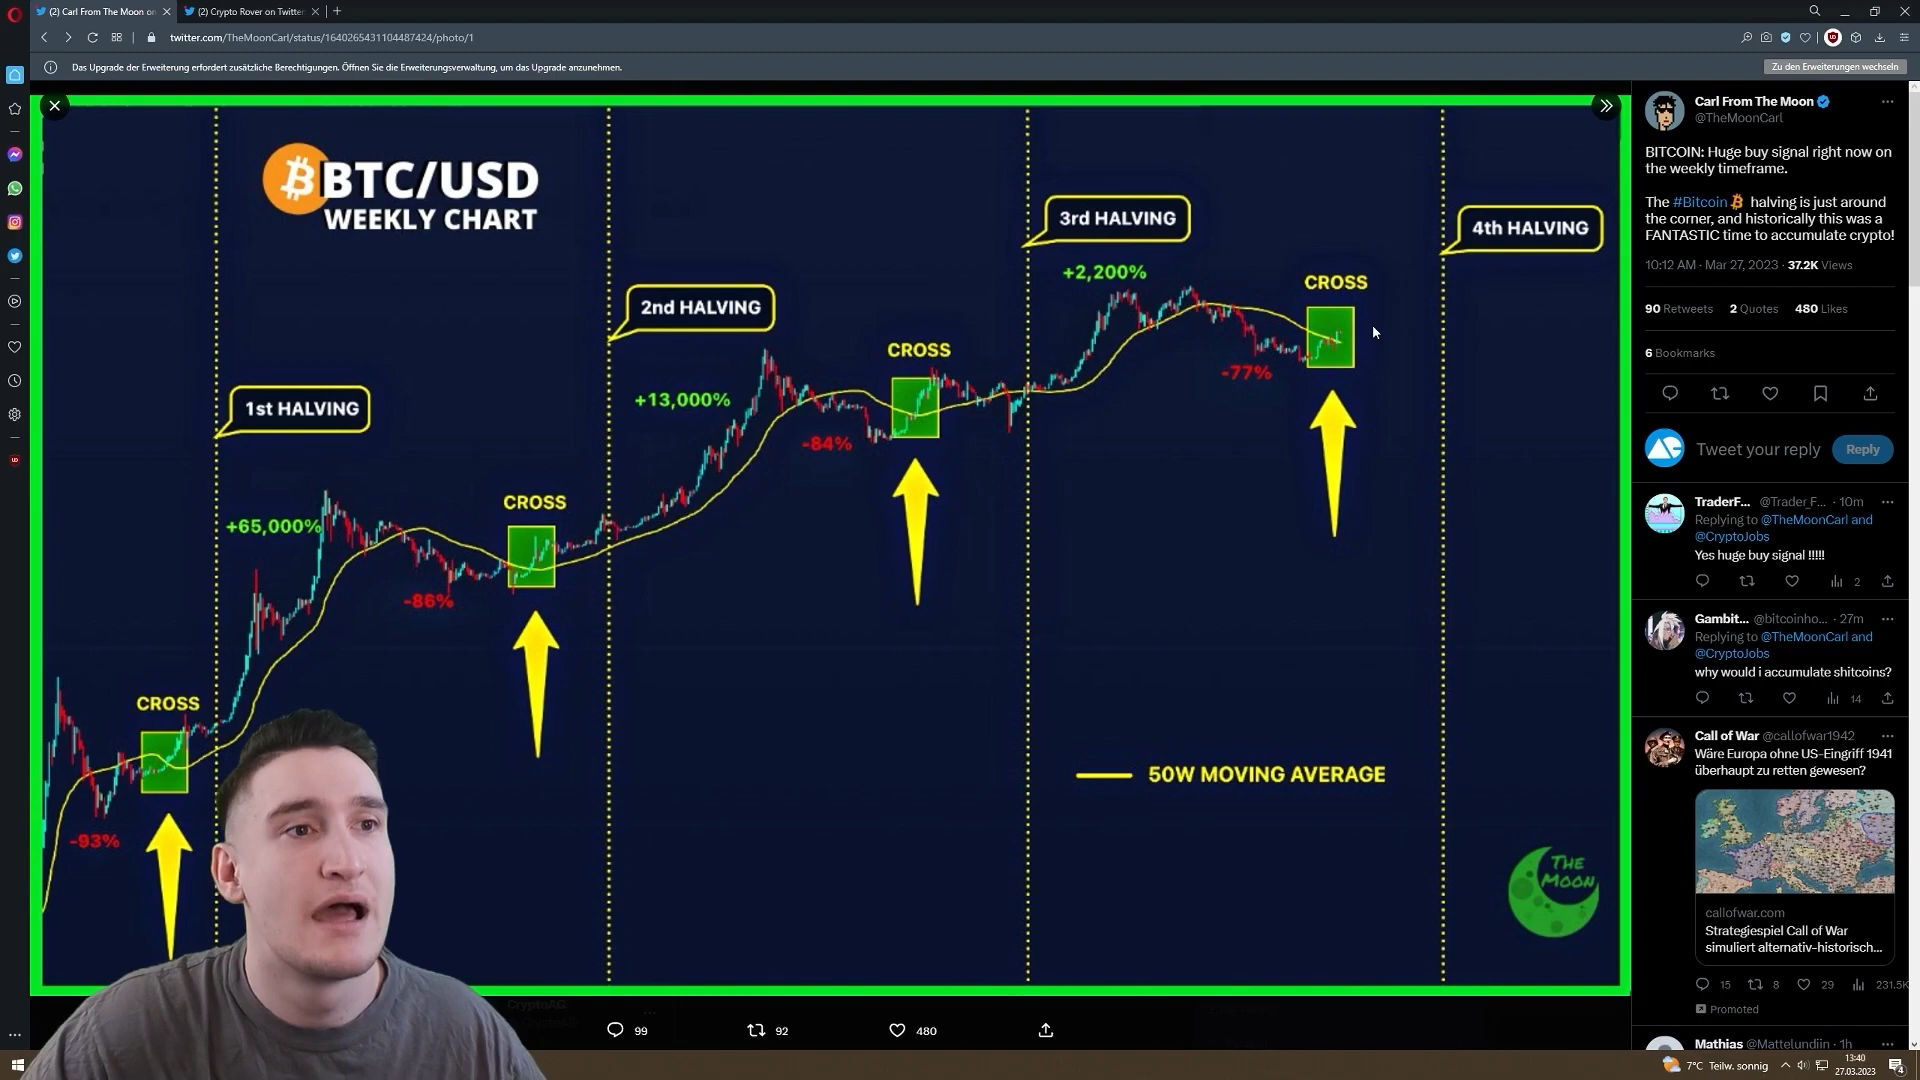 (2) Carl From The Moon on
(2) Crypto Rover on Twitter
twitter.com/TheMoonCarl/status/1640265431104487424/photo/1
Das Upgrade der Erweiterung erfordert zusätzliche Berechtigungen. Öffnen Sie die Erweiterungsverwaltung, um das Upgrade anzunehmen.
Zu den Erweiterungen wechseln
BTC/USD
WEEKLY CHART
1st HALVING
2nd HALVING
3rd HALVING
4th HALVING
+65,000%
+13,000%
+2,200%
CROSS
CROSS
CROSS
CROSS
-93%
-86%
-84%
-77%
50W MOVING AVERAGE
THE
MOON
99
92
480
Carl From The Moon
@TheMoonCarl
BITCOIN: Huge buy signal right now on
the weekly timeframe.
The #Bitcoin halving is just around
the corner, and historically this was a
FANTASTIC time to accumulate crypto!
10:12 AM · Mar 27, 2023 · 37.2K Views
90 Retweets 2 Quotes 480 Likes
6 Bookmarks
Tweet your reply
Reply
TraderF... @Trader_F... · 10m
Replying to @TheMoonCarl and
@CryptoJobs
Yes huge buy signal !!!!!
2
Gambit... @bitcoinho... · 27m
Replying to @TheMoonCarl and
@CryptoJobs
why would i accumulate shitcoins?
14
Call of War @callofwar1942
Wäre Europa ohne US-Eingriff 1941
überhaupt zu retten gewesen?
callofwar.com
Strategiespiel Call of War
simuliert alternativ-historisch...
15 8 29 231.5K
Promoted
Mathias @Mattelundiin · 1h
7°C Teilw. sonnig
13:40
27.03.2023
4